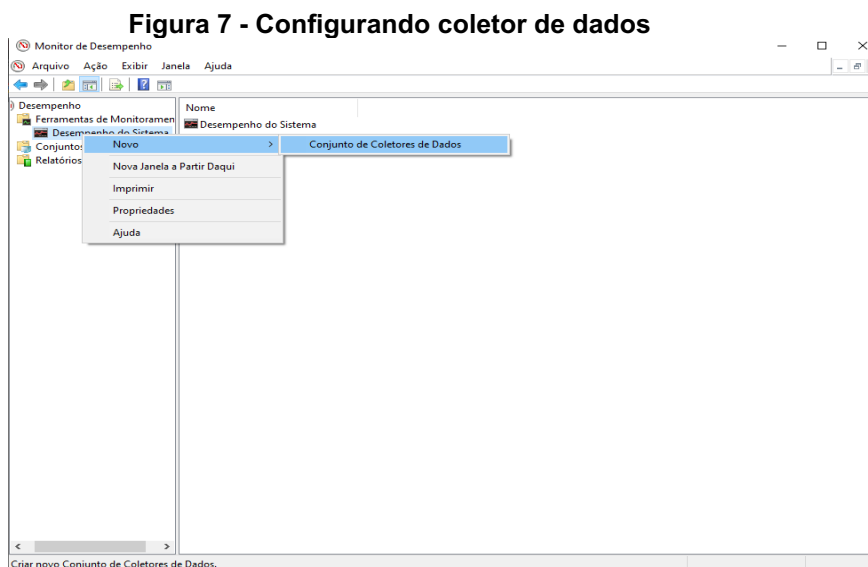 Figura 7 - Configurando coletor de dados
Monitor de Desempenho
Arquivo Ação Exibir Janela Ajuda
Desempenho
Nome
Ferramentas de Monitoramen
Desempenho do Sistema
Desempenho do Sistema
Conjuntos
Novo
Conjunto de Coletores de Dados
Relatórios
Nova Janela a Partir Daqui
Imprimir
Propriedades
Ajuda
Criar novo Conjunto de Coletores de Dados.